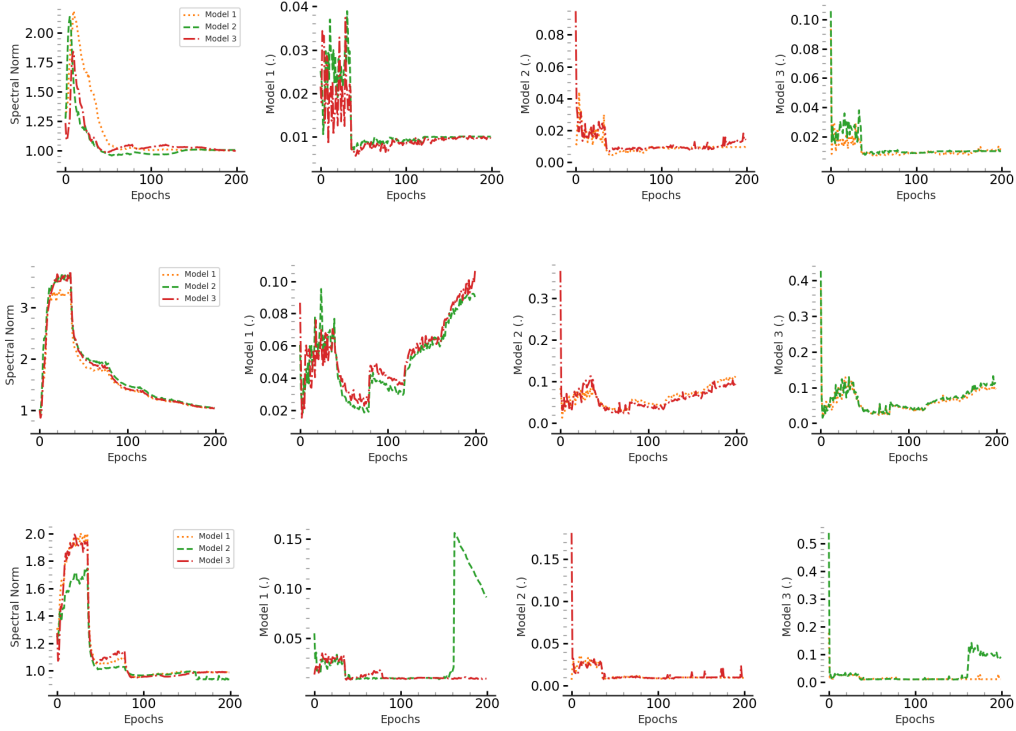 Spectral Norm
2.00
1.75
1.50
1.25
1.00
0
100
200
Epochs
Model 1
Model 2
Model 3
Model 1 (.)
0.04
0.03
0.02
0.01
0
100
200
Epochs
Model 2 (.)
0.08
0.06
0.04
0.02
0.00
0
100
200
Epochs
Model 3 (.)
0.10
0.08
0.06
0.04
0.02
0
100
200
Epochs
Spectral Norm
3
2
1
0
100
200
Epochs
Model 1
Model 2
Model 3
Model 1 (.)
0.10
0.08
0.06
0.04
0.02
0
100
200
Epochs
Model 2 (.)
0.3
0.2
0.1
0.0
0
100
200
Epochs
Model 3 (.)
0.4
0.3
0.2
0.1
0.0
0
100
200
Epochs
Spectral Norm
2.0
1.8
1.6
1.4
1.2
1.0
0
100
200
Epochs
Model 1
Model 2
Model 3
Model 1 (.)
0.15
0.10
0.05
0
100
200
Epochs
Model 2 (.)
0.15
0.10
0.05
0.00
0
100
200
Epochs
Model 3 (.)
0.5
0.4
0.3
0.2
0.1
0.0
0
100
200
Epochs